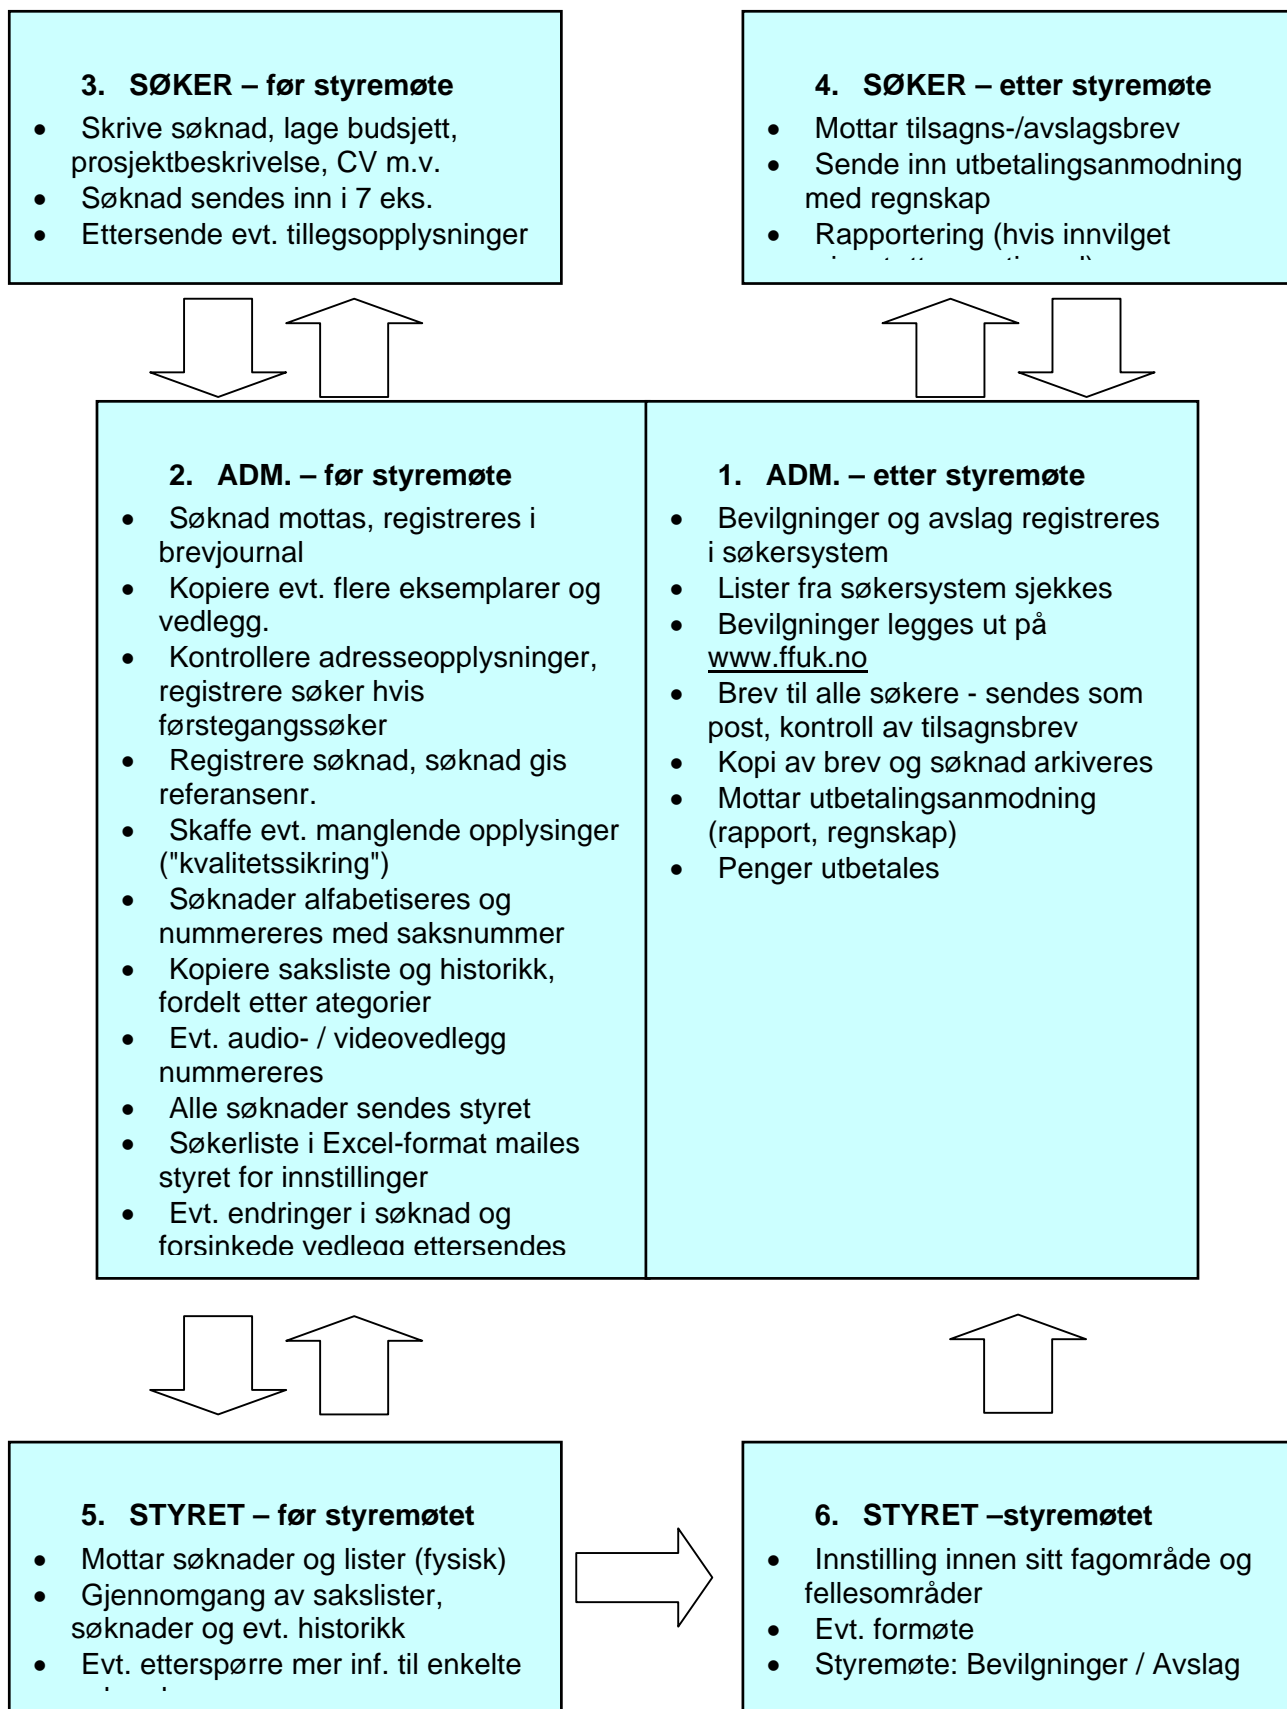 3. SØKER – før styremøte
• Skrive søknad, lage budsjett,
prosjektbeskrivelse, CV m.v.
• Søknad sendes inn i 7 eks.
• Ettersende evt. tillegsopplysninger
4. SØKER – etter styremøte
• Mottar tilsagns-/avslagsbrev
• Sende inn utbetalingsanmodning
med regnskap
• Rapportering (hvis innvilget
2. ADM. – før styremøte
• Søknad mottas, registreres i
brevjournal
• Kopiere evt. flere eksemplarer og
vedlegg.
• Kontrollere adresseopplysninger,
registrere søker hvis
førstegangssøker
• Registrere søknad, søknad gis
referansenr.
• Skaffe evt. manglende opplysinger
("kvalitetssikring")
• Søknader alfabetiseres og
nummereres med saksnummer
• Kopiere saksliste og historikk,
fordelt etter ategorier
• Evt. audio- / videovedlegg
nummereres
• Alle søknader sendes styret
• Søkerliste i Excel-format mailes
styret for innstillinger
• Evt. endringer i søknad og
forsinkede vedlegg ettersendes
1. ADM. – etter styremøte
• Bevilgninger og avslag registreres
i søkersystem
• Lister fra søkersystem sjekkes
• Bevilgninger legges ut på
www.ffuk.no
• Brev til alle søkere - sendes som
post, kontroll av tilsagnsbrev
• Kopi av brev og søknad arkiveres
• Mottar utbetalingsanmodning
(rapport, regnskap)
• Penger utbetales
5. STYRET – før styremøtet
• Mottar søknader og lister (fysisk)
• Gjennomgang av sakslister,
søknader og evt. historikk
• Evt. etterspørre mer inf. til enkelte
6. STYRET –styremøtet
• Innstilling innen sitt fagområde og
fellesområder
• Evt. formøte
• Styremøte: Bevilgninger / Avslag